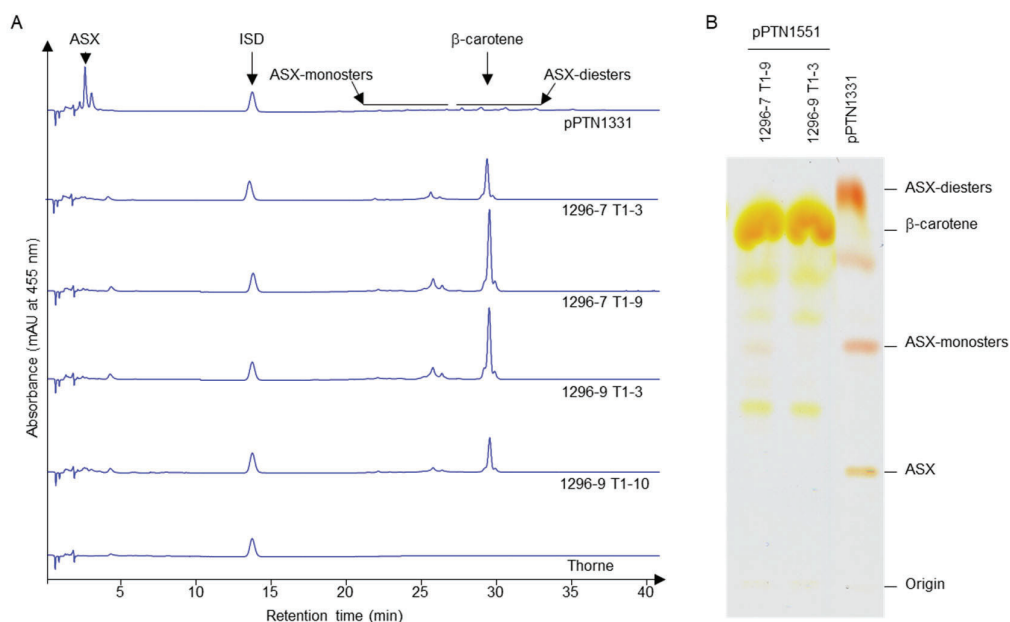 A
ASX
ISD
β-carotene
ASX-monosters
ASX-diesters
pPTN1331
1296-7 T1-3
1296-7 T1-9
1296-9 T1-3
1296-9 T1-10
Thorne
Absorbance (mAU at 455 nm)
5 10 15 20 25 30 35 40
Retention time (min)
B
pPTN1551
1296-7 T1-9
1296-9 T1-3
pPTN1331
ASX-diesters
β-carotene
ASX-monosters
ASX
Origin